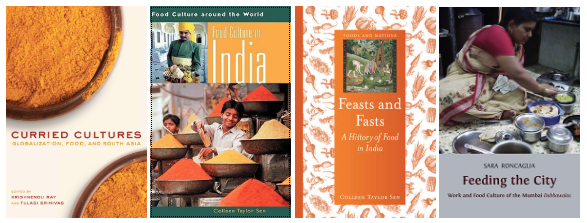 CURRIED CULTURES
GLOBALIZATION, FOOD, AND SOUTH ASIA
EDITED BY
KRISHNENDU RAY
AND TULASI SRINIVAS
Food Culture around the World
Food Culture in
India
Colleen Taylor Sen
FOODS AND NATIONS
Feasts and
Fasts
A History of Food
in India
COLLEEN TAYLOR SEN
SARA RONCAGLIA
Feeding the City
Work and Food Culture of the Mumbai Dabbawalas